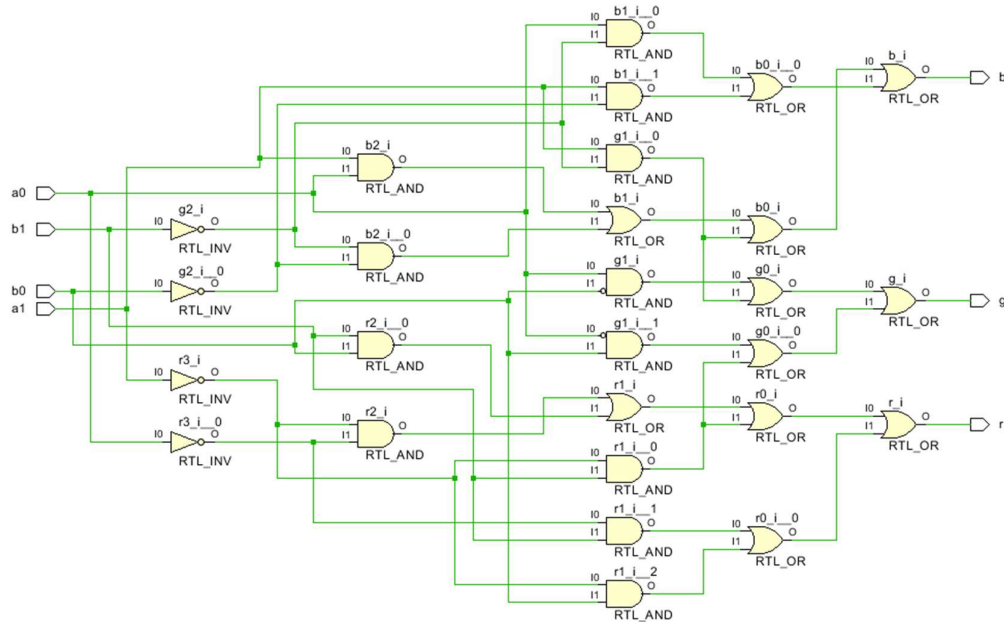 b1_i__0
I0 O
I1
RTL_AND
b1_i__1
I0 O
I1
RTL_AND
b0_i__0
I0 O
I1
RTL_OR
b_i
I0 O
I1
RTL_OR
b
g1_i__0
I0 O
I1
RTL_AND
b2_i
I0 O
I1
RTL_AND
a0
b1
g2_i
I0 O
RTL_INV
b2_i__0
I0 O
I1
RTL_AND
b1_i
I0 O
I1
RTL_OR
b0_i
I0 O
I1
RTL_OR
b0
a1
g2_i__0
I0 O
RTL_INV
g1_i
I0 O
I1
RTL_AND
g0_i
I0 O
I1
RTL_OR
g_i
I0 O
I1
RTL_OR
g
r2_i__0
I0 O
I1
RTL_AND
g1_i__1
I0 O
I1
RTL_AND
g0_i__0
I0 O
I1
RTL_OR
r3_i
I0 O
RTL_INV
r3_i__0
I0 O
RTL_INV
r2_i
I0 O
I1
RTL_AND
r1_i
I0 O
I1
RTL_OR
r0_i
I0 O
I1
RTL_OR
r_i
I0 O
I1
RTL_OR
r
r1_i__0
I0 O
I1
RTL_AND
r1_i__1
I0 O
I1
RTL_AND
r0_i__0
I0 O
I1
RTL_OR
r1_i__2
I0 O
I1
RTL_AND